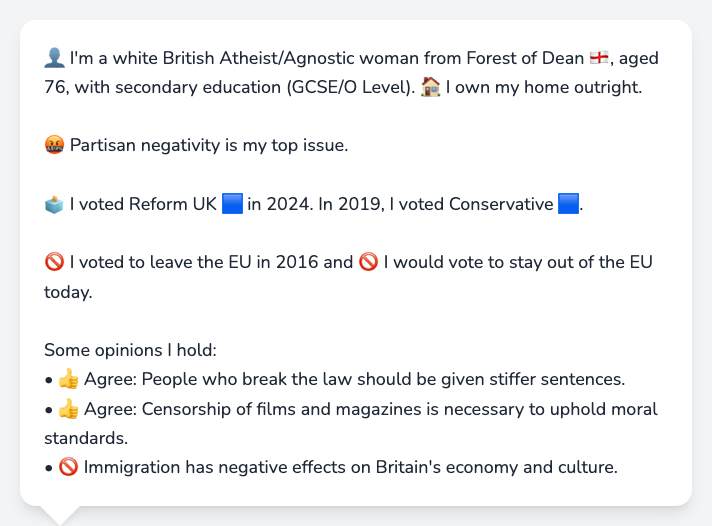 👤 I'm a white British Atheist/Agnostic woman from Forest of Dean 🏴󠁧󠁢󠁥󠁮󠁧󠁿, aged
76, with secondary education (GCSE/O Level). 🏠 I own my home outright.
🤬 Partisan negativity is my top issue.
🗳️ I voted Reform UK 🟦 in 2024. In 2019, I voted Conservative 🟦.
🚫 I voted to leave the EU in 2016 and 🚫 I would vote to stay out of the EU
today.
Some opinions I hold:
• 👍 Agree: People who break the law should be given stiffer sentences.
• 👍 Agree: Censorship of films and magazines is necessary to uphold moral
standards.
• 🚫 Immigration has negative effects on Britain's economy and culture.